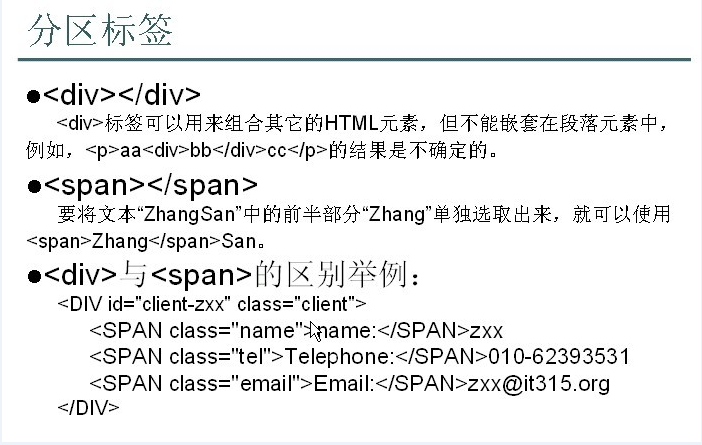 分区标签
●<div></div>
<div>标签可以用来组合其它的HTML元素，但不能嵌套在段落元素中，
例如，<p>aa<div>bb</div>cc</p>的结果是不确定的。
●<span></span>
要将文本“ZhangSan”中的前半部分“Zhang”单独选取出来，就可以使用
<span>Zhang</span>San。
●<div>与<span>的区别举例：
<DIV id="client-zxx" class="client">
<SPAN class="name">name:</SPAN>zxx
<SPAN class="tel">Telephone:</SPAN>010-62393531
<SPAN class="email">Email:</SPAN>zxx@it315.org
</DIV>